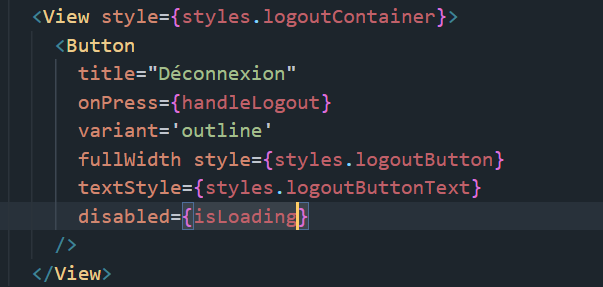 <View style={styles.logoutContainer}>
<Button
title="Déconnexion"
onPress={handleLogout}
variant='outline'
fullWidth style={styles.logoutButton}
textStyle={styles.logoutButtonText}
disabled={isLoading}
/>
</View>